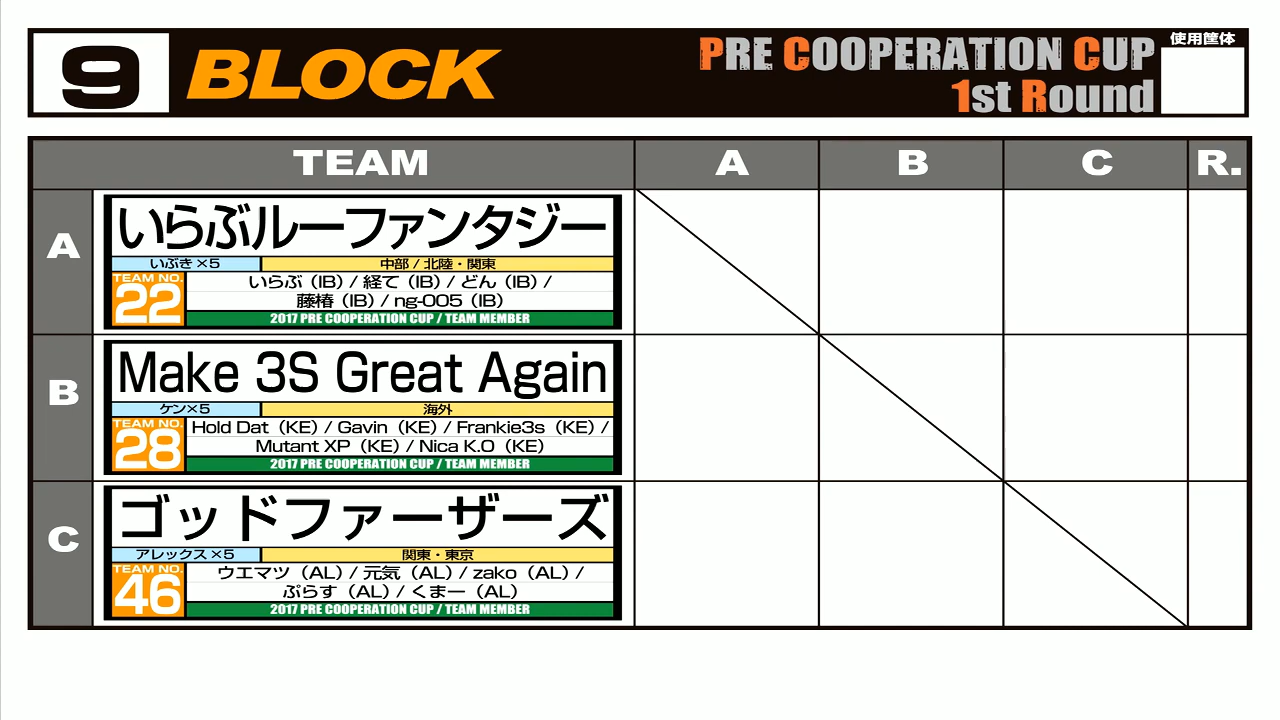 9 BLOCK
PRE COOPERATION CUP
1st Round
使用筐体
TEAM A B C R.
A
いらぶルーファンタジー
いぶき×5 中部 / 北陸・関東
TEAM NO.
22
いらぶ（IB）/ 経て（IB）/ どん（IB）/
藤椿（IB）/ ng-005（IB）
2017 PRE COOPERATION CUP / TEAM MEMBER
B
Make 3S Great Again
ケン×5 海外
TEAM NO.
28
Hold Dat（KE）/ Gavin（KE）/ Frankie3s（KE）/
Mutant XP（KE）/ Nica K.O（KE）
2017 PRE COOPERATION CUP / TEAM MEMBER
C
ゴッドファーザーズ
アレックス×5 関東・東京
TEAM NO.
46
ウエマツ（AL）/ 元気（AL）/ zako（AL）/
ぷらす（AL）/ くまー（AL）
2017 PRE COOPERATION CUP / TEAM MEMBER